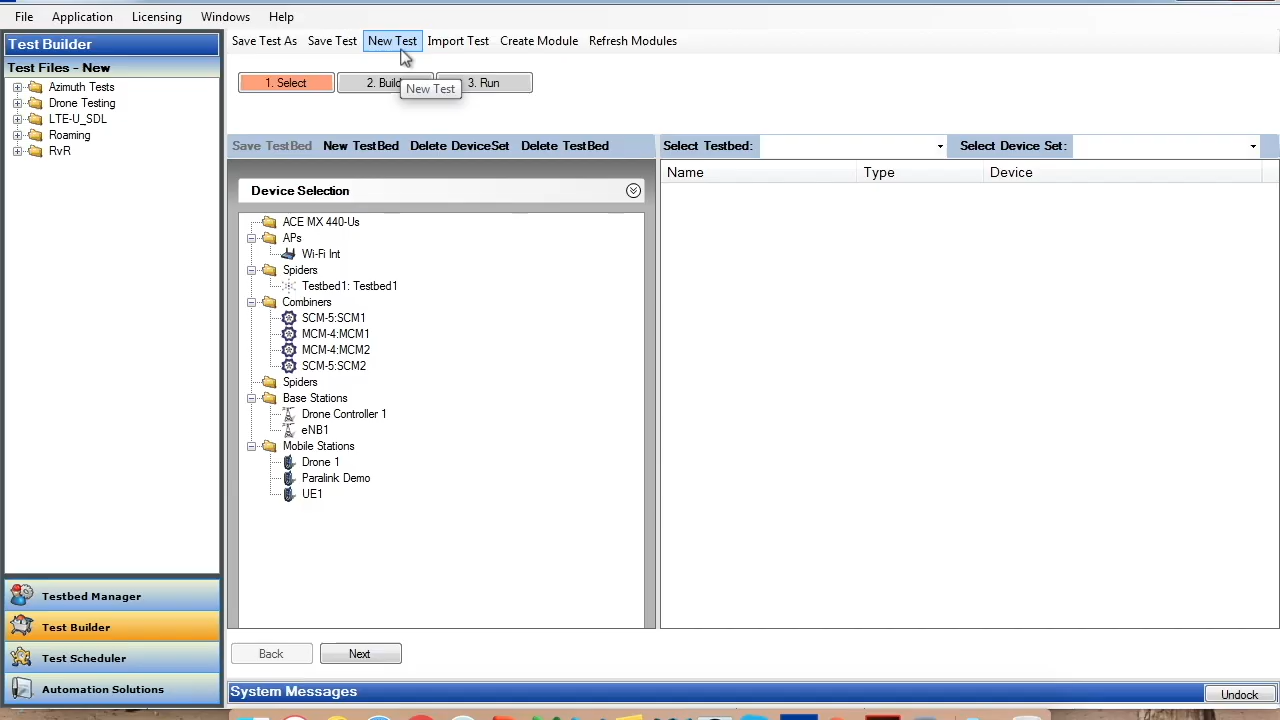 File Application Licensing Windows Help
Test Builder
Test Files - New
Azimuth Tests
Drone Testing
LTE-U_SDL
Roaming
RvR
Testbed Manager
Test Builder
Test Scheduler
Automation Solutions
Save Test As Save Test New Test Import Test Create Module Refresh Modules
1. Select 2. Build 3. Run
New Test
Save TestBed New TestBed Delete DeviceSet Delete TestBed
Device Selection
ACE MX 440-Us
APs
Wi-Fi Int
Spiders
Testbed1: Testbed1
Combiners
SCM-5:SCM1
MCM-4:MCM1
MCM-4:MCM2
SCM-5:SCM2
Spiders
Base Stations
Drone Controller 1
eNB1
Mobile Stations
Drone 1
Paralink Demo
UE1
Select Testbed: Select Device Set:
Name Type Device
Back Next
System Messages Undock